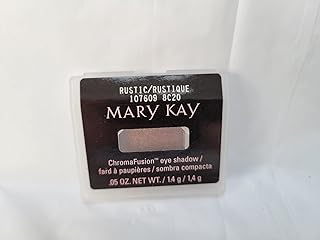 RUSTIC/RUSTIQUE
107609 8C20
MARY KAY
ChromaFusion™ eye shadow /
fard à paupières / sombra compacta
.05 OZ. NET WT. / 1,4 g / 1,4 g